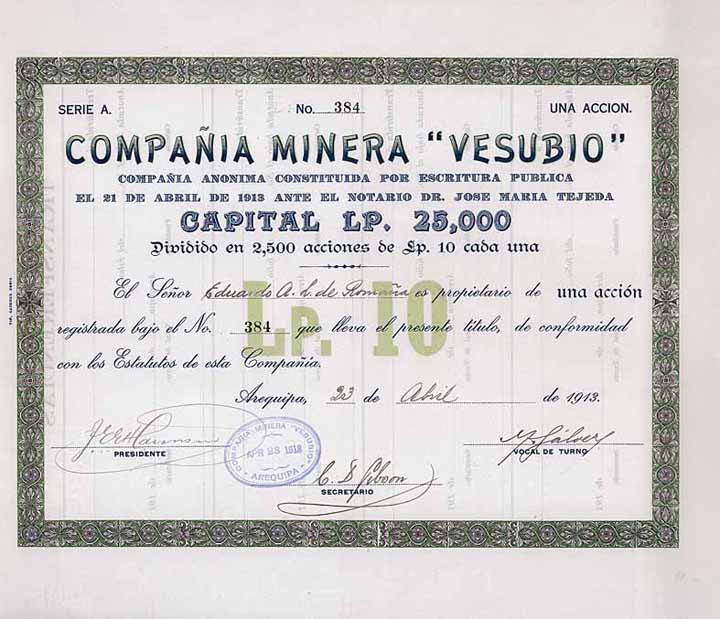 SERIE A. No. 384 UNA ACCION.
COMPAÑIA MINERA "VESUBIO"
COMPAÑIA ANONIMA CONSTITUIDA POR ESCRITURA PUBLICA
EL 21 DE ABRIL DE 1913 ANTE EL NOTARIO DR. JOSE MARIA TEJEDA
CAPITAL LP. 25,000
Dividido en 2,500 acciones de Lp. 10 cada una
LP. 10
El Señor Eduardo A. L. de Romaña es propietario de una acción
registrada bajo el No. 384 que lleva el presente título, de conformidad
con los Estatutos de esta Compañía.
Arequipa, 23 de Abril de 1913.
PRESIDENTE
COMPAÑIA MINERA "VESUBIO"
APR 28 1913
AREQUIPA
C. D. Gibson
SECRETARIO
M. Gálvez
VOCAL DE TURNO